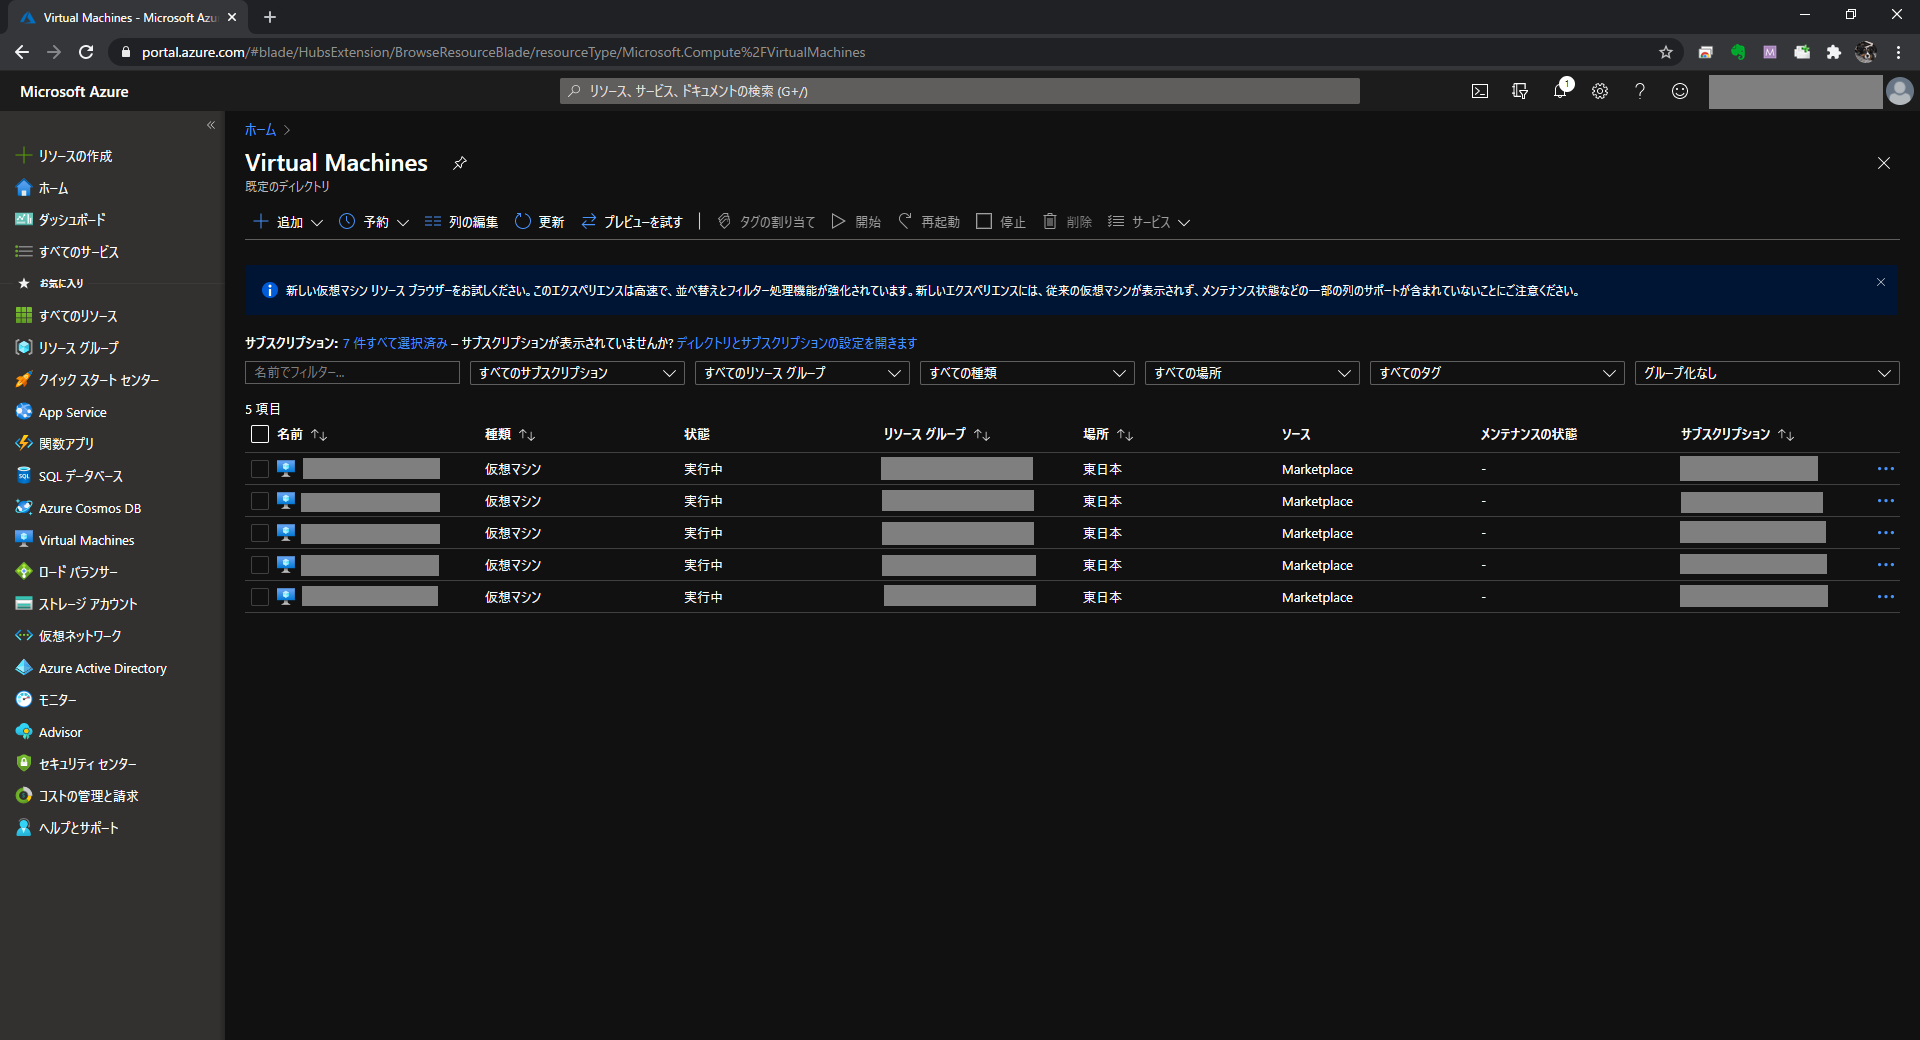 Virtual Machines - Microsoft Azu
portal.azure.com/#blade/HubsExtension/BrowseResourceBlade/resourceType/Microsoft.Compute%2FVirtualMachines
Microsoft Azure
リソース、サービス、ドキュメントの検索 (G+/)
1
リソースの作成
ホーム
ダッシュボード
すべてのサービス
お気に入り
すべてのリソース
リソース グループ
クイック スタート センター
App Service
関数アプリ
SQL データベース
Azure Cosmos DB
Virtual Machines
ロード バランサー
ストレージ アカウント
仮想ネットワーク
Azure Active Directory
モニター
Advisor
セキュリティ センター
コストの管理と請求
ヘルプとサポート
ホーム
Virtual Machines
既定のディレクトリ
追加 予約 列の編集 更新 プレビューを試す タグの割り当て 開始 再起動 停止 削除 サービス
新しい仮想マシン リソース ブラウザーをお試しください。このエクスペリエンスは高速で、並べ替えとフィルター処理機能が強化されています。新しいエクスペリエンスには、従来の仮想マシンが表示されず、メンテナンス状態などの一部の列のサポートが含まれていないことにご注意ください。
サブスクリプション: 7 件すべて選択済み – サブスクリプションが表示されていませんか? ディレクトリとサブスクリプションの設定を開きます
名前でフィルター... すべてのサブスクリプション すべてのリソース グループ すべての種類 すべての場所 すべてのタグ グループ化なし
5 項目
名前 種類 状態 リソース グループ 場所 ソース メンテナンスの状態 サブスクリプション
仮想マシン 実行中 東日本 Marketplace -
仮想マシン 実行中 東日本 Marketplace -
仮想マシン 実行中 東日本 Marketplace -
仮想マシン 実行中 東日本 Marketplace -
仮想マシン 実行中 東日本 Marketplace -